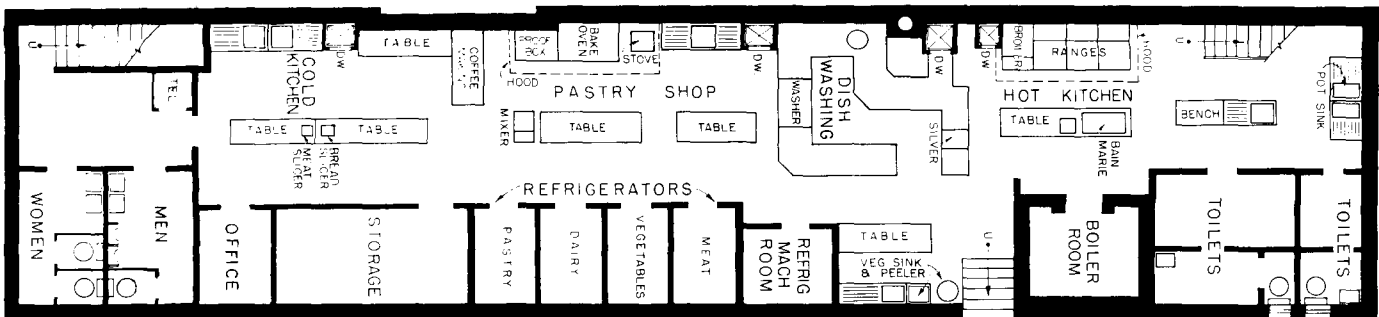 U
TEL
WOMEN
MEN
COLD
KITCHEN
DW
TABLE
COFFEE
TABLE
TABLE
MEAT
SLICER
BREAD
SLICER
OFFICE
STORAGE
PROOF
BOX
BAKE
OVEN
STOVE
HOOD
DW.
PASTRY SHOP
MIXER
TABLE
TABLE
REFRIGERATORS
PASTRY
DAIRY
VEGETABLES
MEAT
REFRIG
MACH
ROOM
WASHER
DISH
WASHING
DW
SILVER
TABLE
VEG SINK
& PEELER
U
DW
BROILER
RANGES
HOOD
HOT KITCHEN
TABLE
BAIN
MARIE
BOILER
ROOM
U
BENCH
POT SINK
TOILETS
TOILETS